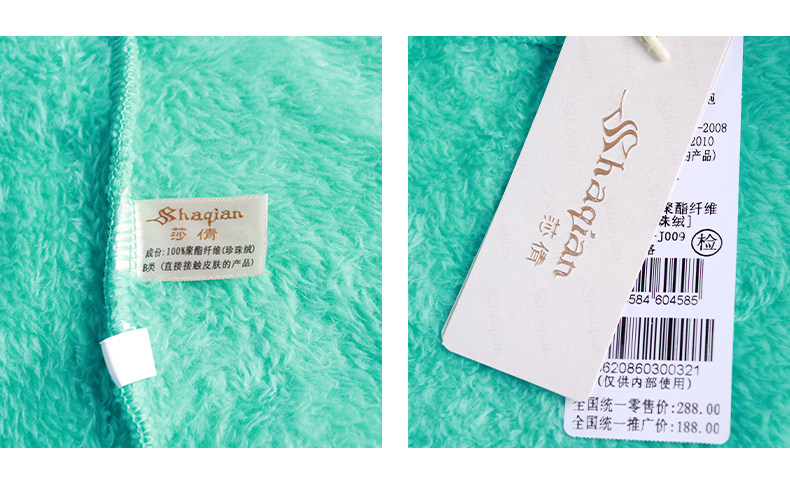 Shaqian
莎倩
成份:100%聚酯纤维(珍珠绒)
B类 (直接接触皮肤的产品)
Shaqian
莎倩
-2008
2010
的产品)
聚酯纤维
珠绒]
-J009
检
格
584 604585
620860300321
(仅供内部使用)
全国统一零售价:288.00
全国统一推广价:188.00